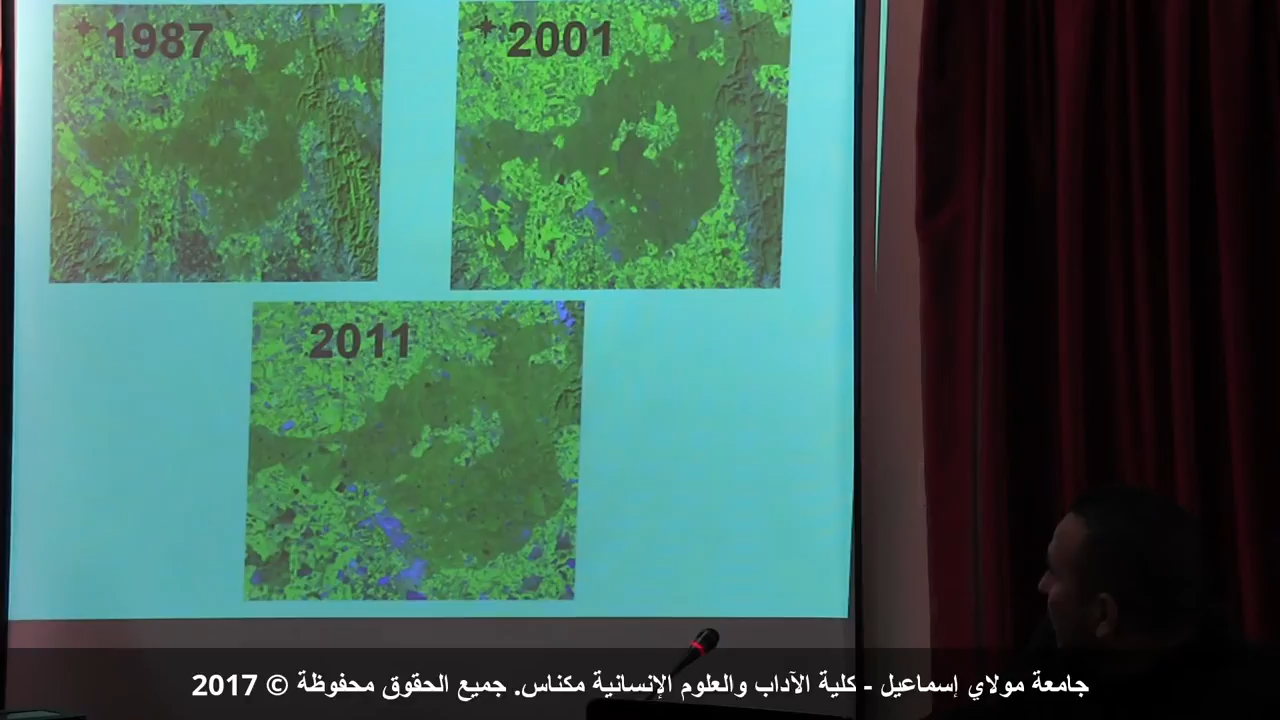 1987
2001
2011
جامعة مولاي إسماعيل - كلية الآداب والعلوم الإنسانية مكناس. جميع الحقوق محفوظة © 2017